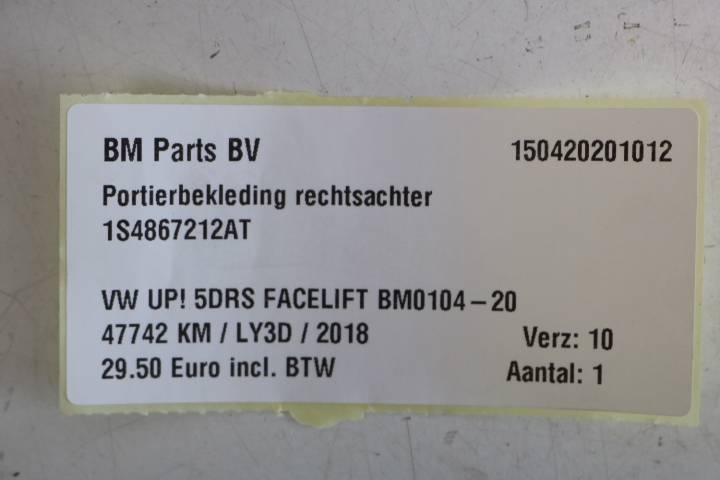 BM Parts BV 150420201012
Portierbekleding rechtsachter
1S4867212AT
VW UP! 5DRS FACELIFT BM0104-20
47742 KM / LY3D / 2018 Verz: 10
29.50 Euro incl. BTW Aantal: 1